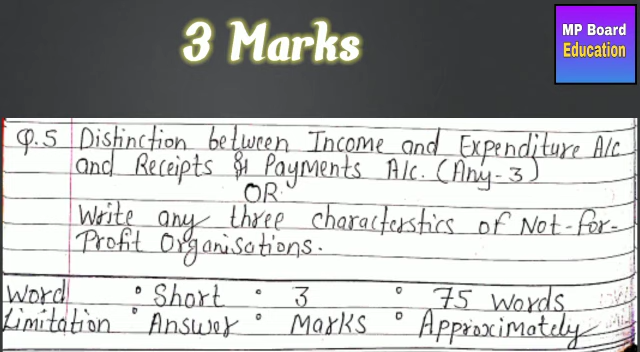 3 Marks
MP Board
Education
Q.5 Distinction between Income and Expenditure A/c
and Receipts & Payments A/c. (Any-3)
OR
Write any three characterstics of Not-for-
Profit Organisations.
Word : Short : 3 : 75 Words
Limitation : Answer : Marks : Approximately